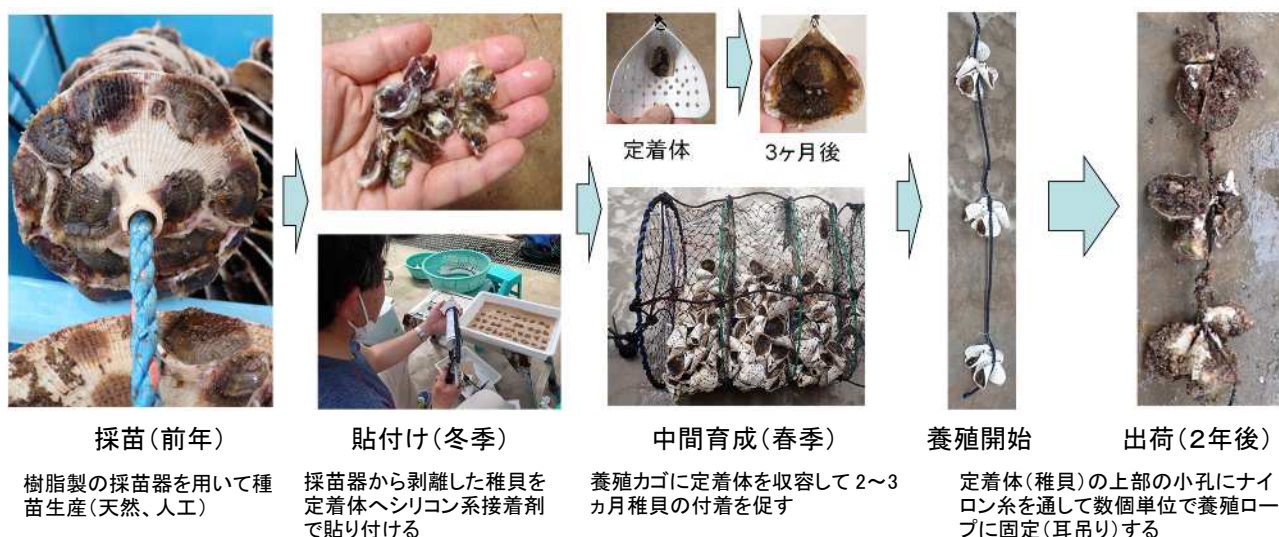 定着体
3ヶ月後
採苗(前年)
貼付け(冬季)
中間育成(春季)
養殖開始
出荷(2年後)
樹脂製の採苗器を用いて種
苗生産(天然、人工)
採苗器から剥離した稚貝を
定着体へシリコン系接着剤
で貼り付ける
養殖カゴに定着体を収容して 2～3
ヵ月稚貝の付着を促す
定着体(稚貝)の上部の小孔にナイ
ロン糸を通して数個単位で養殖ロー
プに固定(耳吊り)する